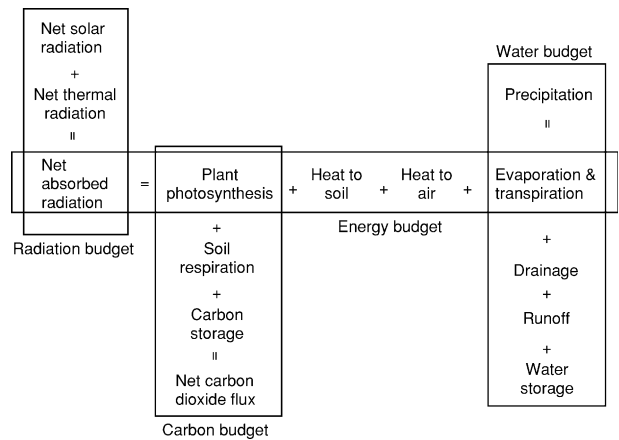 Net solar
radiation
+
Net thermal
radiation
=
Net
absorbed
radiation
Radiation budget
=
Plant
photosynthesis
+
Heat to
soil
+
Heat to
air
+
Evaporation &
transpiration
Energy budget
+
Soil
respiration
+
Carbon
storage
=
Net carbon
dioxide flux
Carbon budget
Water budget
Precipitation
=
+
Drainage
+
Runoff
+
Water
storage